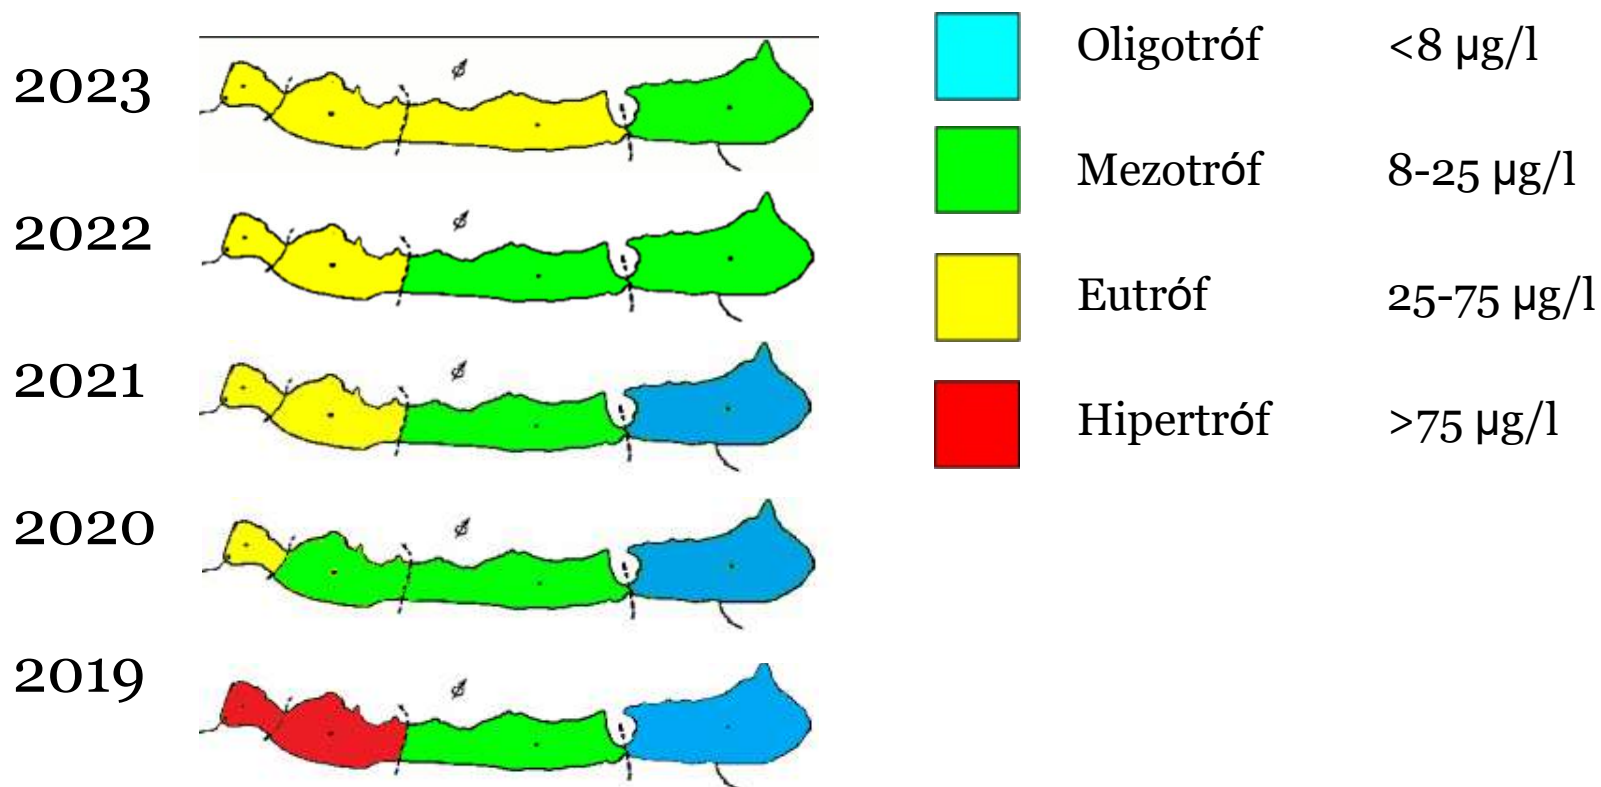 2023
2022
2021
2020
2019
Oligotróf <8 µg/l
Mezotróf 8-25 µg/l
Eutróf 25-75 µg/l
Hipertróf >75 µg/l